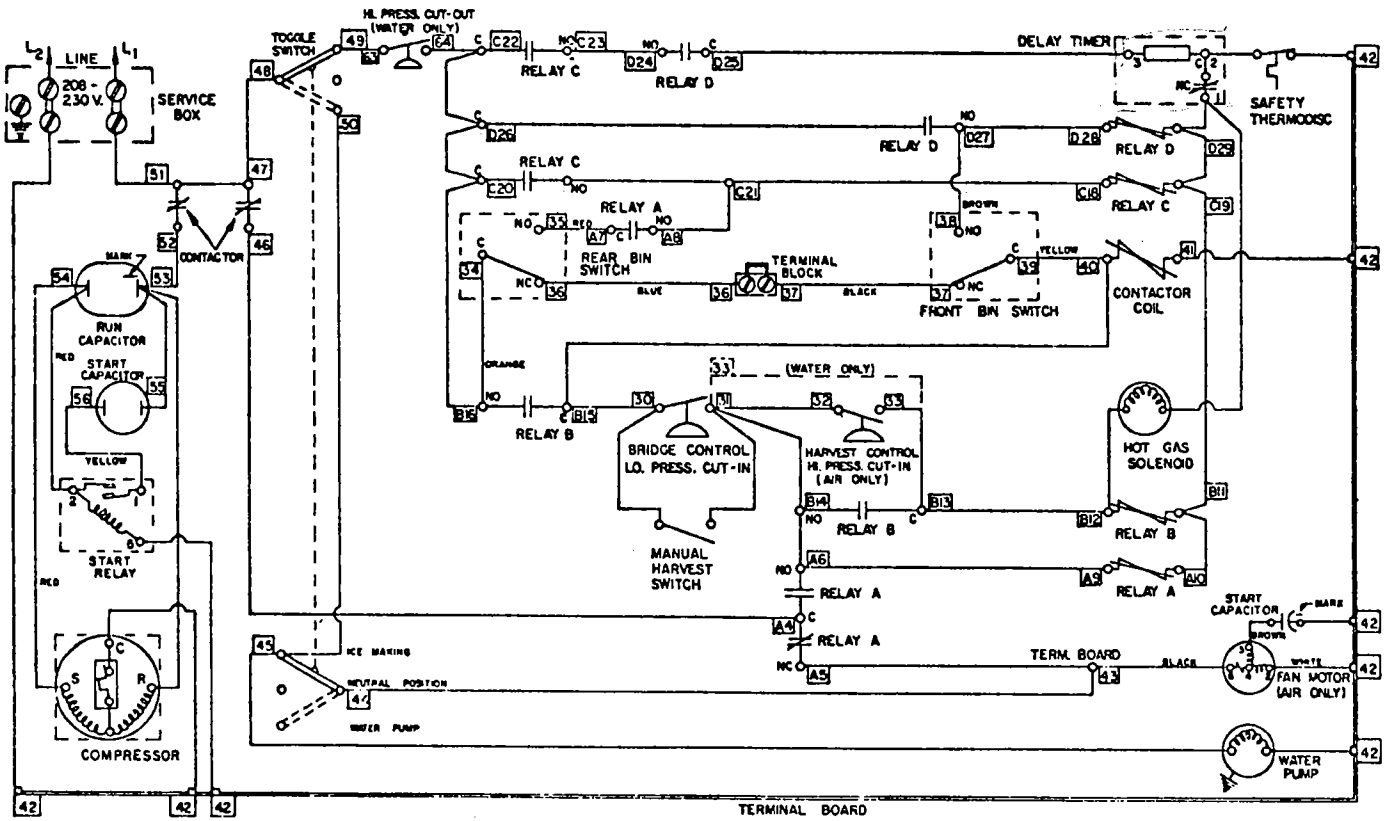 HI. PRESS. CUT-OUT
(WATER ONLY)
L2
L1
LINE
208 -
230 V.
SERVICE
BOX
TOGGLE
SWITCH
48
49
63
64
50
C
C22
NO
C23
RELAY C
NO
D24
C
D25
RELAY D
DELAY TIMER
3
C
2
NC
1
SAFETY
THERMODISC
42
C
D26
RELAY D
NO
D27
D28
RELAY D
D29
51
47
C
C20
RELAY C
NO
C21
C18
RELAY C
C19
52
CONTACTOR
46
NO
35
RED
RELAY A
A7
C
NO
A8
REAR BIN
SWITCH
BROWN
38
NO
C
34
NC
36
BLUE
36
TERMINAL
BLOCK
37
BLACK
37
NC
C
39
YELLOW
FRONT BIN SWITCH
40
41
CONTACTOR
COIL
42
54
MARK
53
RUN
CAPACITOR
RED
START
CAPACITOR
56
55
YELLOW
2
1
6
START
RELAY
RED
ORANGE
B16
NO
RELAY B
C
B15
30
31
33
(WATER ONLY)
32
33
BRIDGE CONTROL
LO. PRESS. CUT-IN
HARVEST CONTROL
HI. PRESS. CUT-IN
(AIR ONLY)
HOT GAS
SOLENOID
MANUAL
HARVEST
SWITCH
B14
NO
RELAY B
C
B13
B12
RELAY B
B11
NO
A6
RELAY A
A9
RELAY A
A10
A4
C
RELAY A
NC
A5
C
S
R
COMPRESSOR
45
ICE MAKING
NEUTRAL POSITION
44
WATER PUMP
TERM. BOARD
43
BLACK
START
CAPACITOR
MARK
BROWN
42
WHITE
42
FAN MOTOR
(AIR ONLY)
WATER
PUMP
42
42
42
42
TERMINAL BOARD